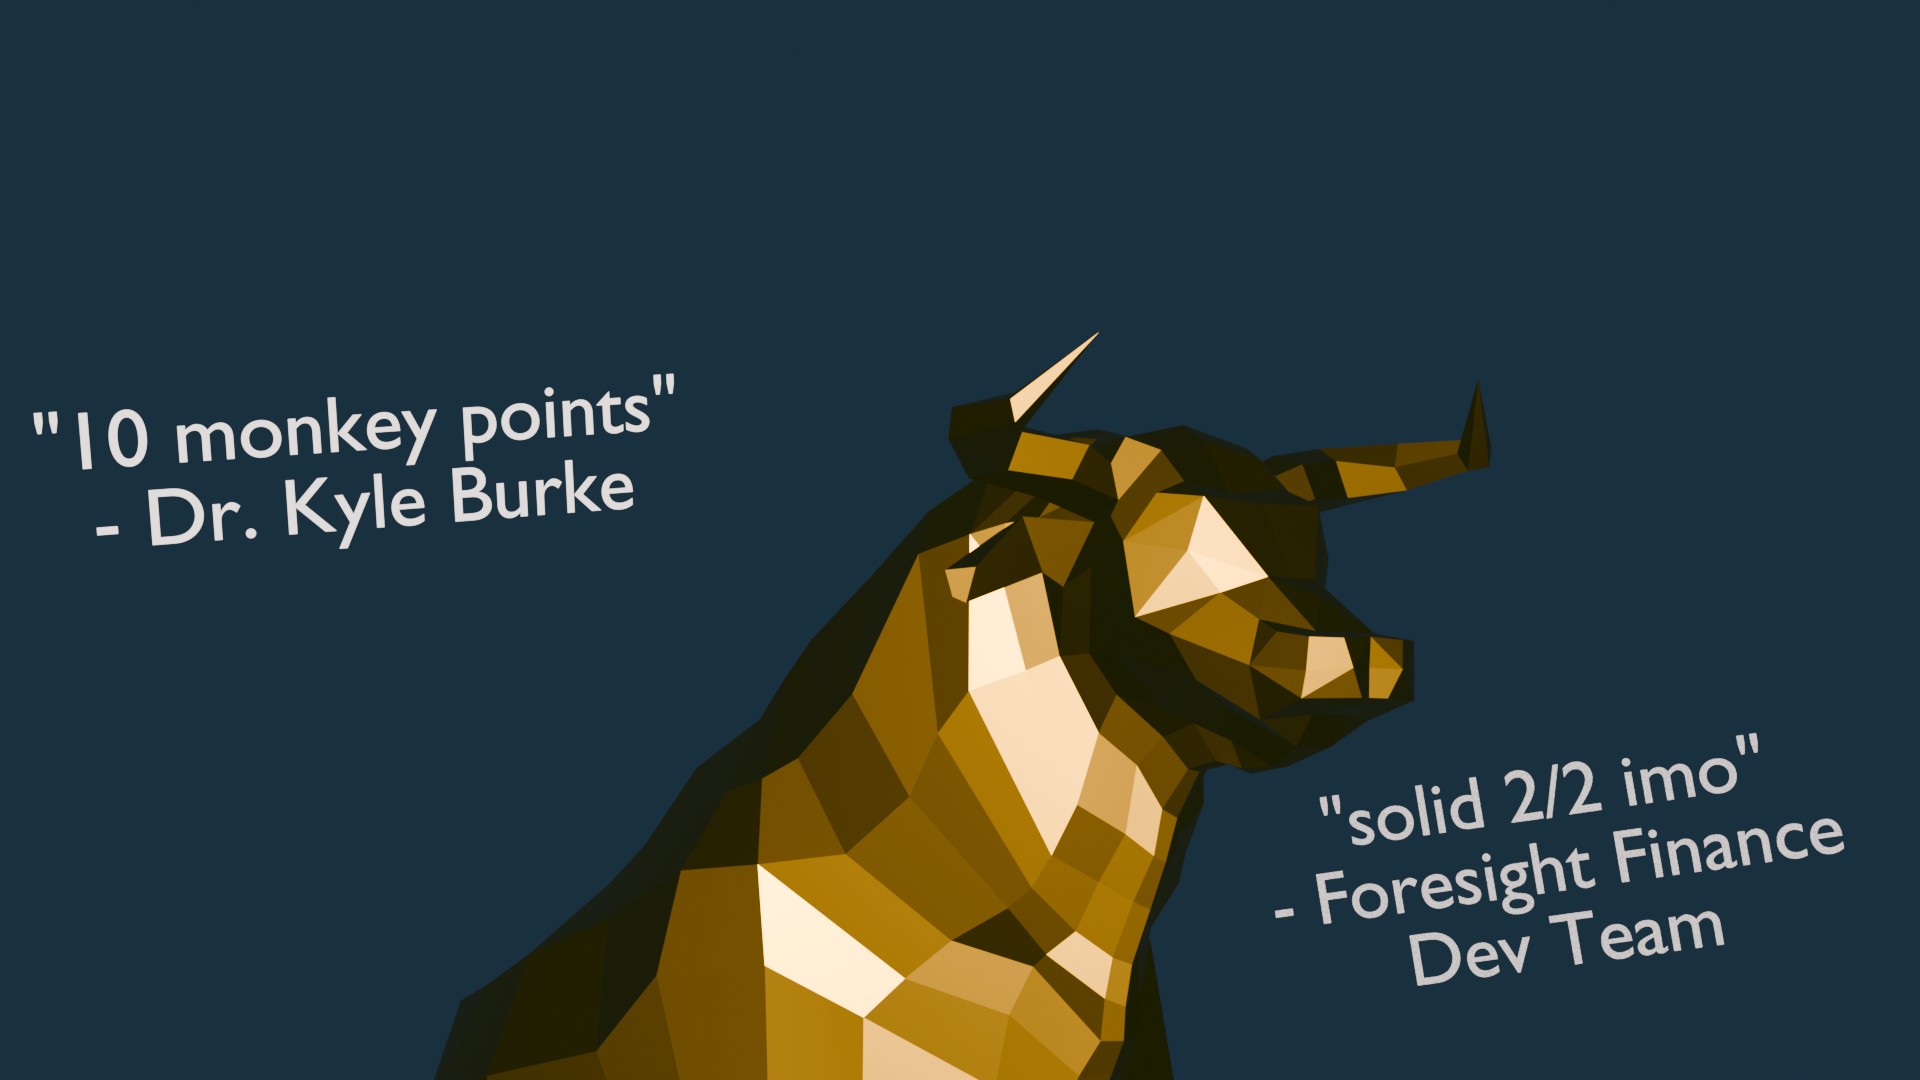 "10 monkey points"
- Dr. Kyle Burke
"solid 2/2 imo"
- Foresight Finance
Dev Team